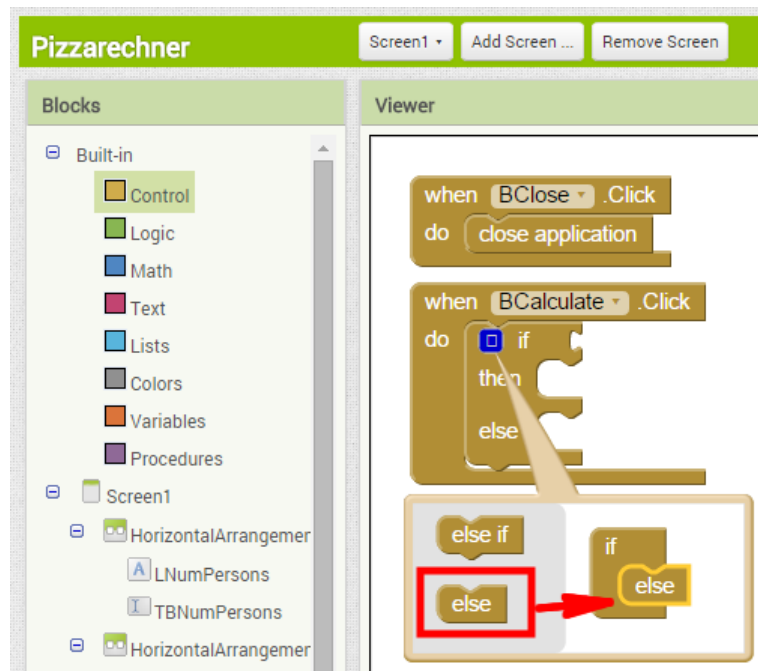 Pizzarechner
Screen1
Add Screen ...
Remove Screen
Blocks
Viewer
Built-in
Control
Logic
Math
Text
Lists
Colors
Variables
Procedures
Screen1
HorizontalArrangemer
A LNumPersons
I TBNumPersons
HorizontalArrangemer
when BClose .Click
do close application
when BCalculate .Click
do if
then
else
else if
else
if
else